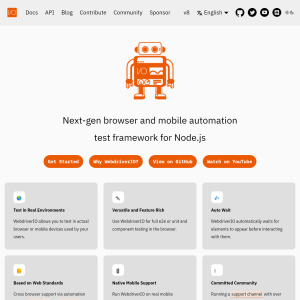 Docs API Blog Contribute Community Sponsor v8 English
I/O
Next-gen browser and mobile automation
test framework for Node.js
Get Started Why WebdriverIO? View on GitHub Watch on YouTube
Test in Real Environments
WebdriverIO allows you to test in actual
browser or mobile devices used by your
users.
Versatile and Feature Rich
Use WebdriverIO for full e2e or unit and
component testing in the browser.
Auto Wait
WebdriverIO automatically waits for
elements to appear before interacting
with them.
Based on Web Standards
Cross browser support via automation
Native Mobile Support
Run WebdriverIO on real mobile
Committed Community
Running a support channel with over